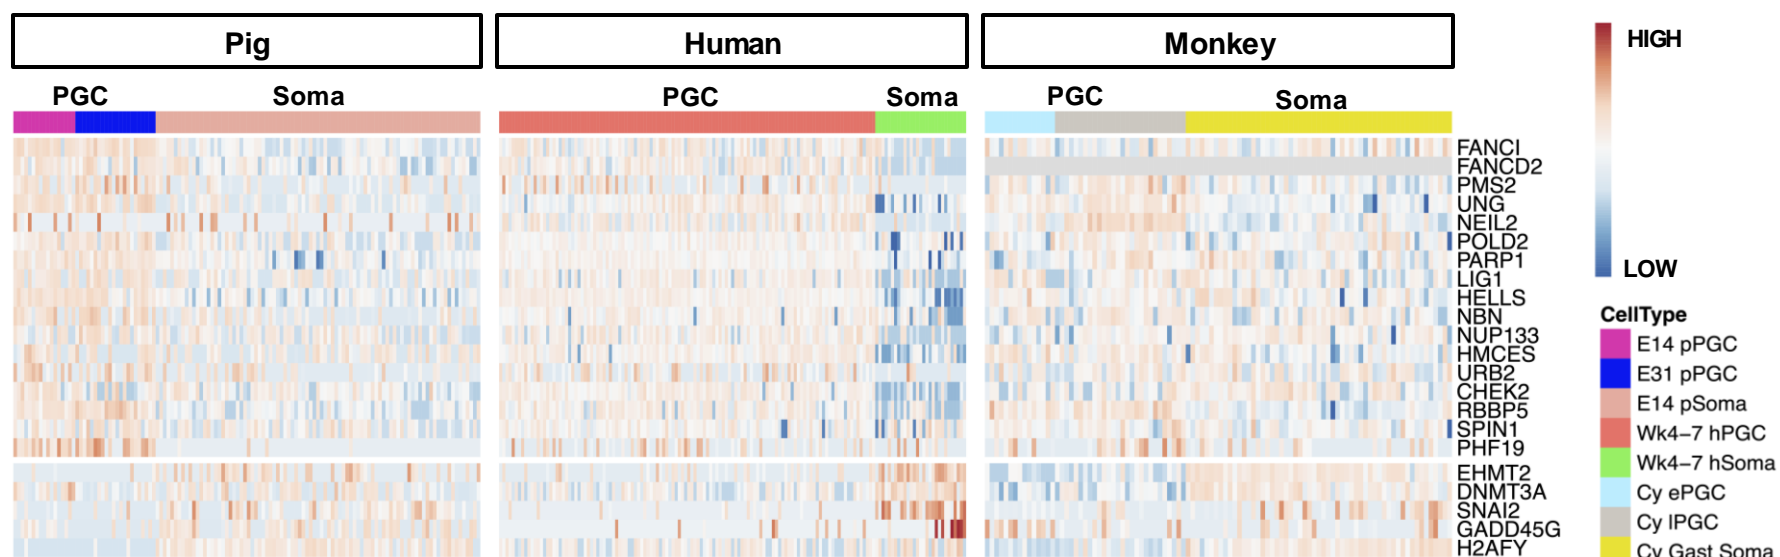 Pig Human Monkey
HIGH
PGC Soma PGC Soma PGC Soma
FANCI
FANCD2
PMS2
UNG
NEIL2
POLD2
PARP1
LOW
LIG1
HELLS
NBN
CellType
NUP133
E14 pPGC
HMCES
URB2
E31 pPGC
CHEK2
E14 pSoma
RBBP5
SPIN1
Wk4-7 hPGC
PHF19
Wk4-7 hSoma
EHMT2
DNMT3A
Cy ePGC
SNAI2
Cy lPGC
GADD45G
H2AFY
Cy Gast Soma